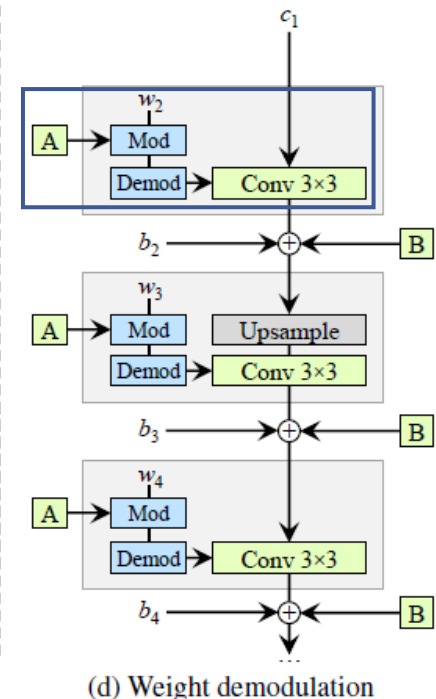 c₁
w₂
A Mod
Demod Conv 3×3
b₂ + B
w₃
A Mod Upsample
Demod Conv 3×3
b₃ + B
w₄
A Mod
Demod Conv 3×3
b₄ + B
...
(d) Weight demodulation